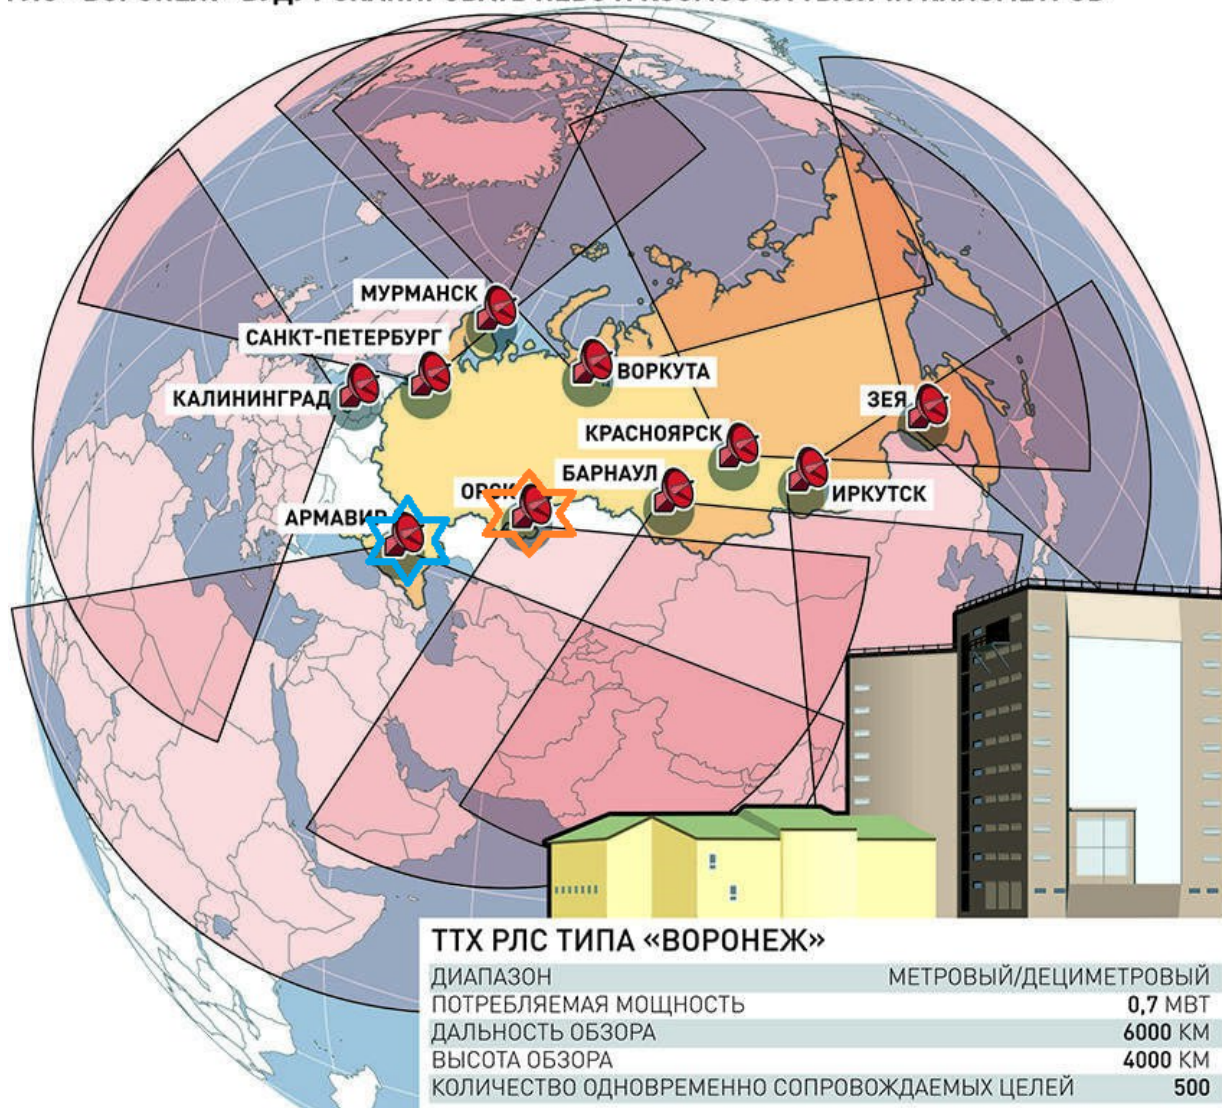 МУРМАНСК
САНКТ-ПЕТЕРБУРГ
ВОРКУТА
КАЛИНИНГРАД
ЗЕЯ
КРАСНОЯРСК
БАРНАУЛ
ИРКУТСК
АРМАВИР
ТТХ РЛС ТИПА «ВОРОНЕЖ»
ДИАПАЗОН МЕТРОВЫЙ/ДЕЦИМЕТРОВЫЙ
ПОТРЕБЛЯЕМАЯ МОЩНОСТЬ 0,7 МВТ
ДАЛЬНОСТЬ ОБЗОРА 6000 КМ
ВЫСОТА ОБЗОРА 4000 КМ
КОЛИЧЕСТВО ОДНОВРЕМЕННО СОПРОВОЖДАЕМЫХ ЦЕЛЕЙ 500